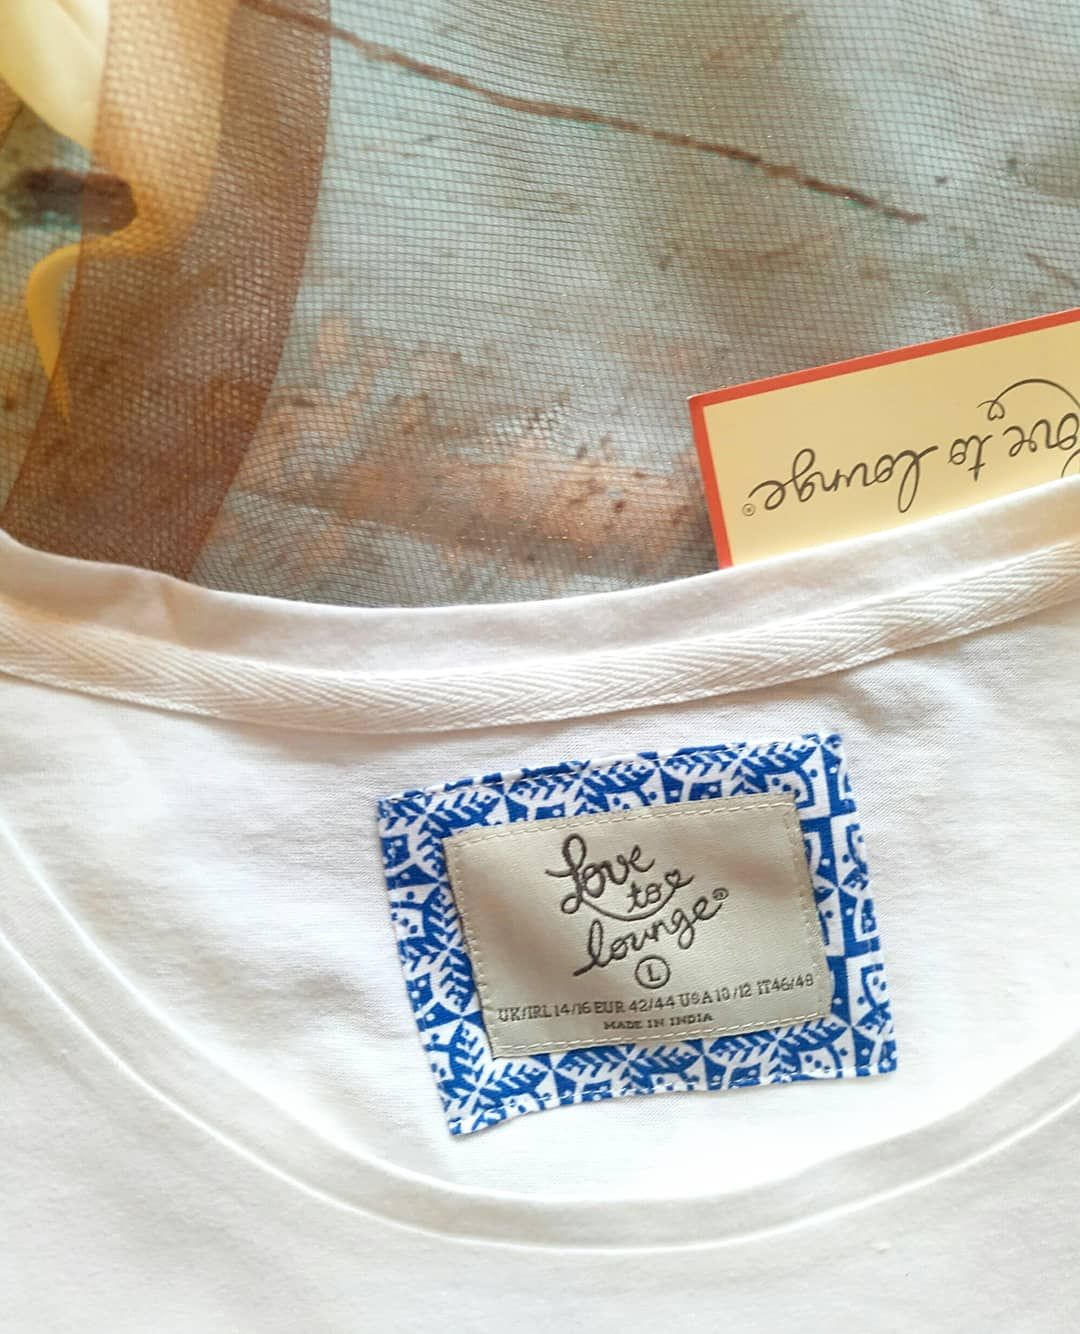 Love to lounge®
Love
to
lounge®
L
UK/IRL 14/16 EUR 42/44 USA 10/12 IT46/48
MADE IN INDIA